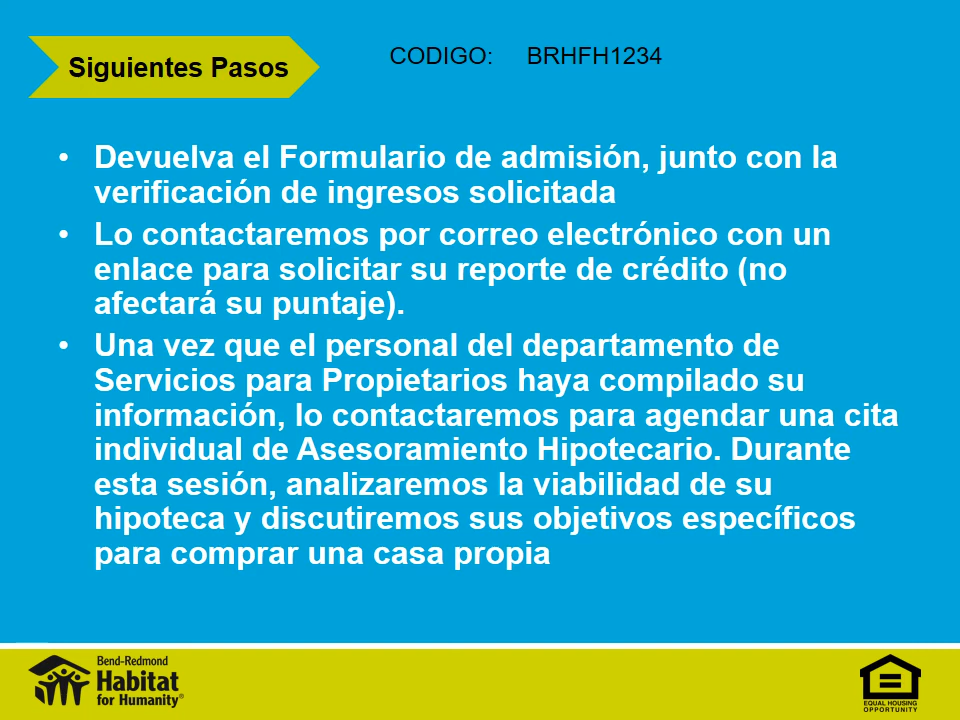 Siguientes Pasos
CODIGO: BRHFH1234
• Devuelva el Formulario de admisión, junto con la
verificación de ingresos solicitada
• Lo contactaremos por correo electrónico con un
enlace para solicitar su reporte de crédito (no
afectará su puntaje).
• Una vez que el personal del departamento de
Servicios para Propietarios haya compilado su
información, lo contactaremos para agendar una cita
individual de Asesoramiento Hipotecario. Durante
esta sesión, analizaremos la viabilidad de su
hipoteca y discutiremos sus objetivos específicos
para comprar una casa propia
Bend-Redmond
Habitat
for Humanity®
EQUAL HOUSING
OPPORTUNITY